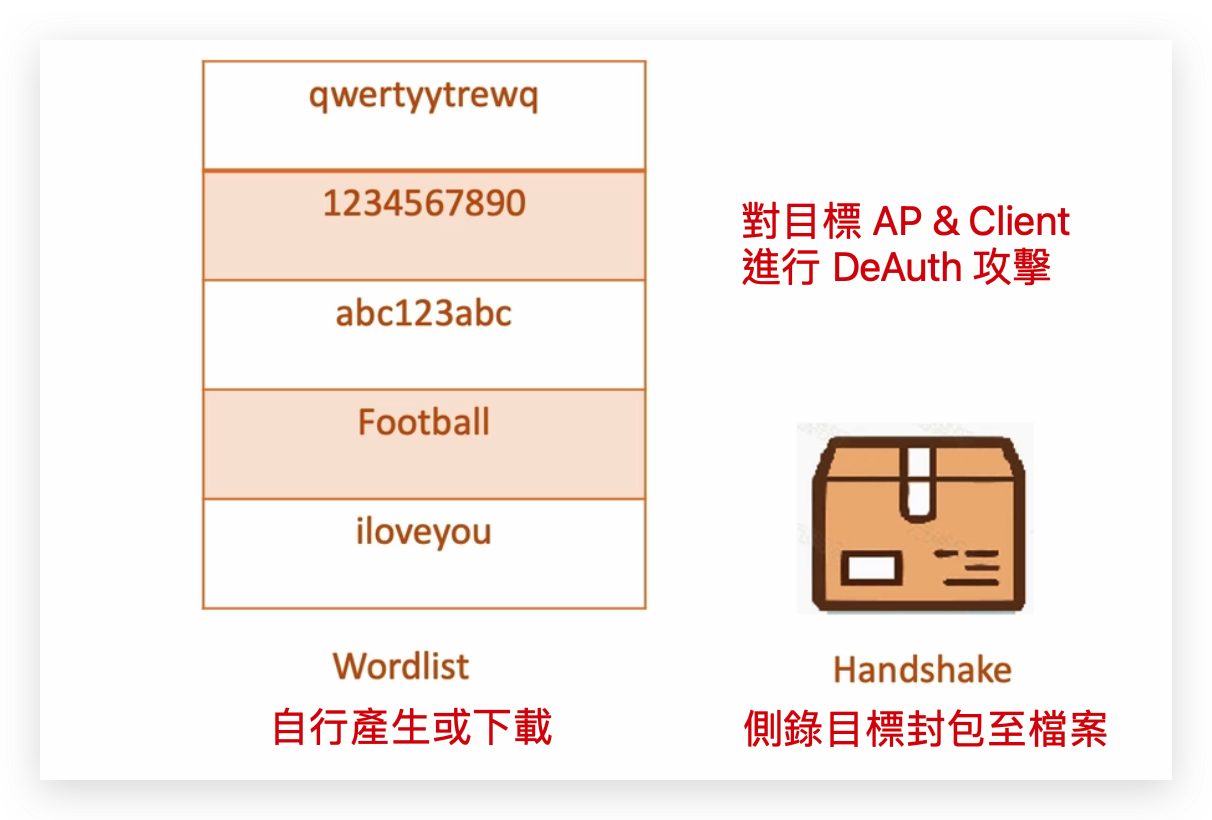 qwertyytrewq
1234567890
abc123abc
Football
iloveyou
Wordlist
自行產生或下載
對目標 AP & Client
進行 DeAuth 攻擊
Handshake
側錄目標封包至檔案